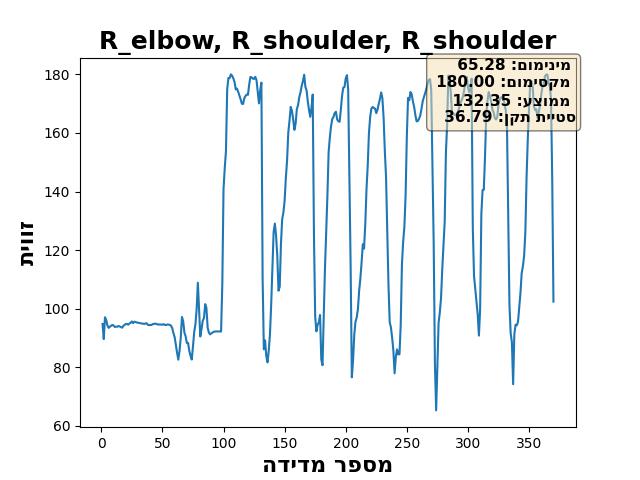 R_elbow, R_shoulder, R_shoulder
מינימום: 65.28
מקסימום: 180.00
ממוצע: 132.35
סטיית תקן: 36.79
180
160
140
120
100
80
60
זווית
0 50 100 150 200 250 300 350
מספר מדידה